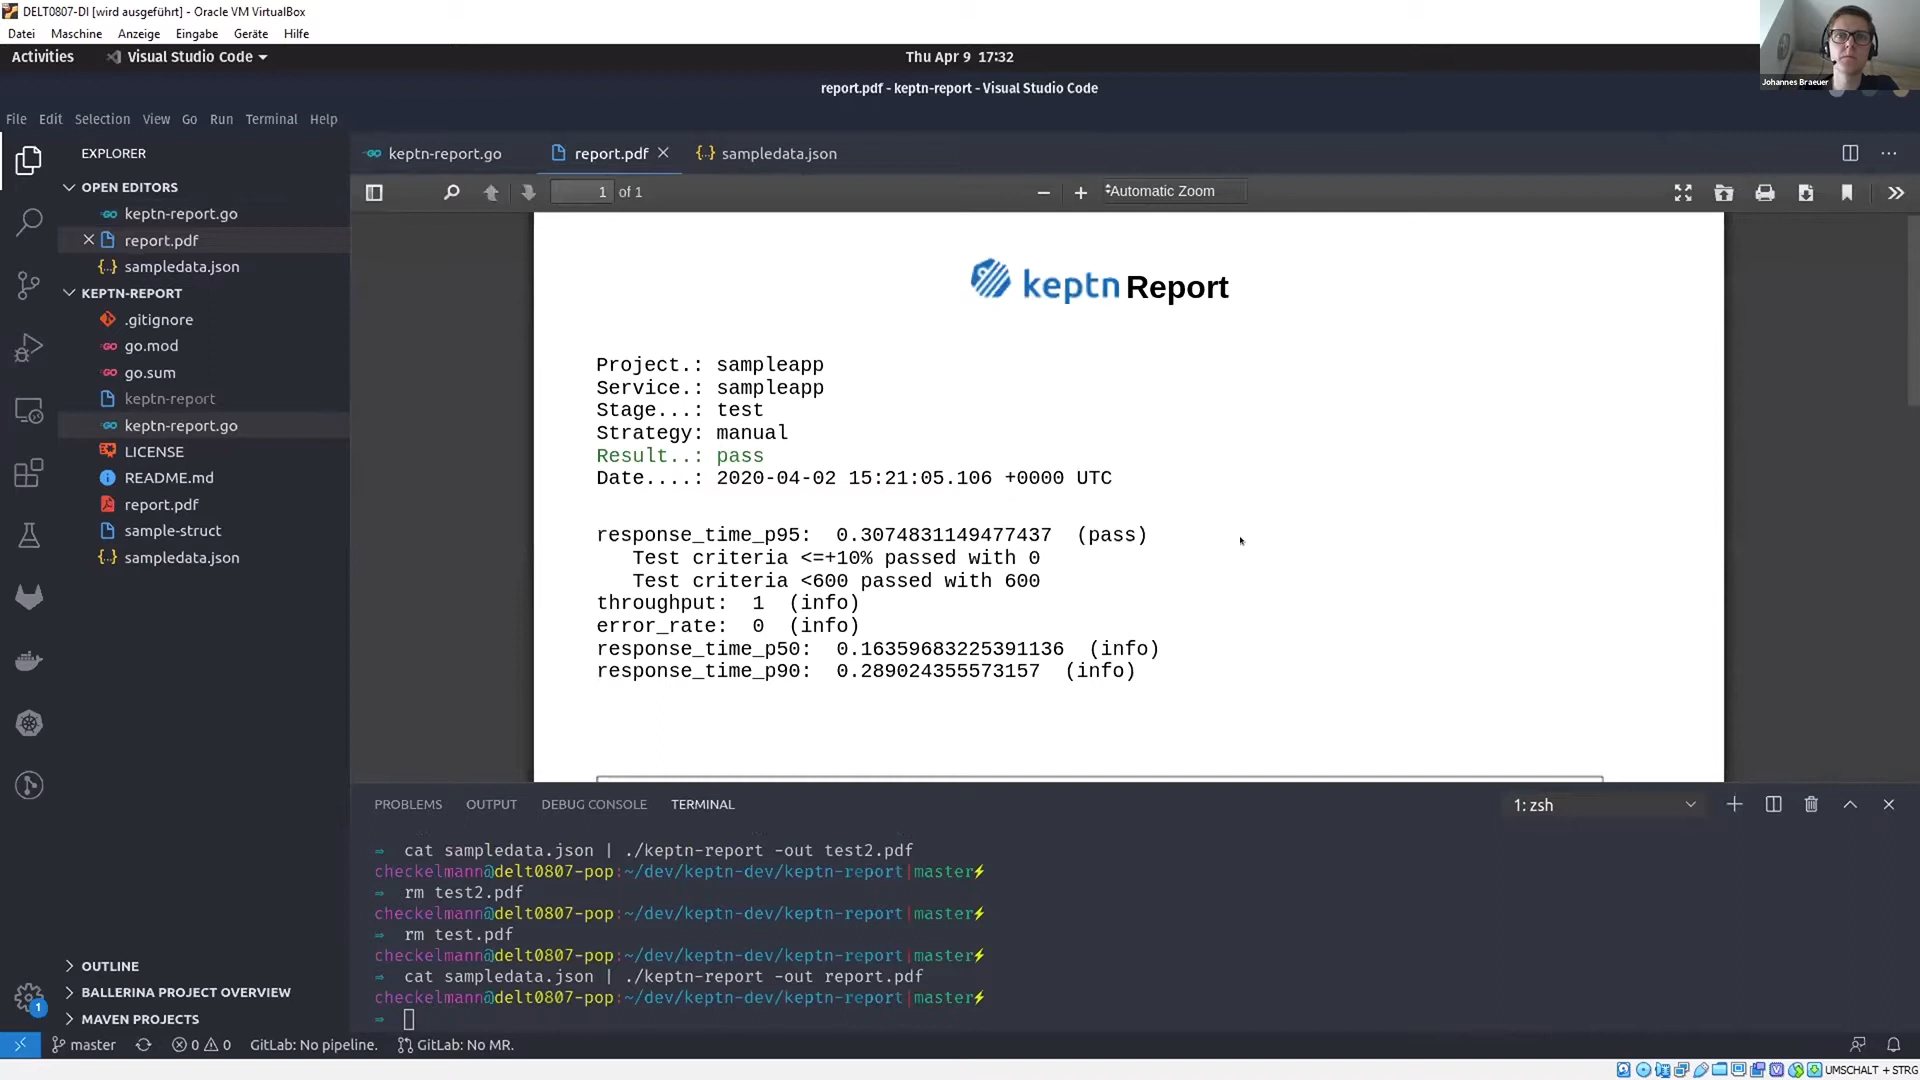 DELT0807-DI [wird ausgeführt] - Oracle VM VirtualBox
Datei Maschine Anzeige Eingabe Geräte Hilfe
Activities Visual Studio Code Thu Apr 9 17:32
Johannes Braeuer
report.pdf - keptn-report - Visual Studio Code
File Edit Selection View Go Run Terminal Help
EXPLORER
OPEN EDITORS
keptn-report.go
report.pdf
sampledata.json
KEPTN-REPORT
.gitignore
go.mod
go.sum
keptn-report
keptn-report.go
LICENSE
README.md
report.pdf
sample-struct
sampledata.json
OUTLINE
BALLERINA PROJECT OVERVIEW
MAVEN PROJECTS
1
keptn-report.go report.pdf sampledata.json
1 of 1 Automatic Zoom
keptn Report
Project.: sampleapp
Service.: sampleapp
Stage...: test
Strategy: manual
Result..: pass
Date....: 2020-04-02 15:21:05.106 +0000 UTC
response_time_p95: 0.3074831149477437 (pass)
Test criteria <=+10% passed with 0
Test criteria <600 passed with 600
throughput: 1 (info)
error_rate: 0 (info)
response_time_p50: 0.16359683225391136 (info)
response_time_p90: 0.289024355573157 (info)
PROBLEMS OUTPUT DEBUG CONSOLE TERMINAL 1: zsh
⇒ cat sampledata.json | ./keptn-report -out test2.pdf
checkelmann@delt0807-pop:~/dev/keptn-dev/keptn-report|master⚡
⇒ rm test2.pdf
checkelmann@delt0807-pop:~/dev/keptn-dev/keptn-report|master⚡
⇒ rm test.pdf
checkelmann@delt0807-pop:~/dev/keptn-dev/keptn-report|master⚡
⇒ cat sampledata.json | ./keptn-report -out report.pdf
checkelmann@delt0807-pop:~/dev/keptn-dev/keptn-report|master⚡
⇒
master 0 0 GitLab: No pipeline. GitLab: No MR.
UMSCHALT + STRG